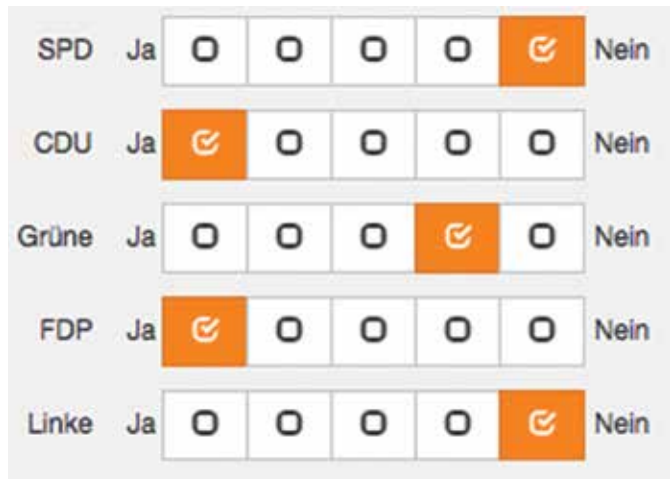 SPD Ja Nein
CDU Ja Nein
Grüne Ja Nein
FDP Ja Nein
Linke Ja Nein